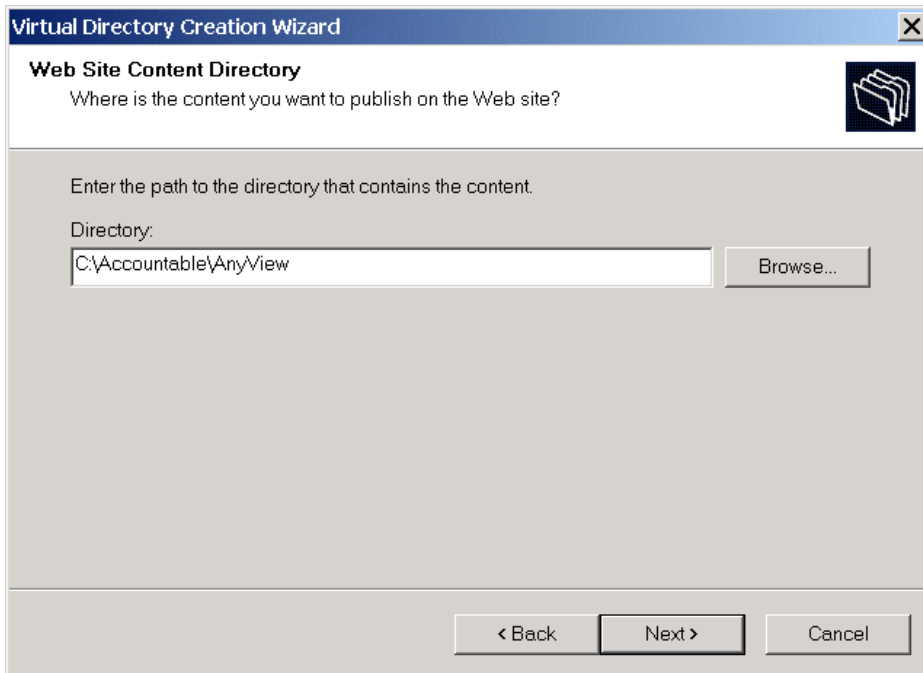 Virtual Directory Creation Wizard
Web Site Content Directory
Where is the content you want to publish on the Web site?
Enter the path to the directory that contains the content.
Directory:
C:\Accountable\AnyView
Browse...
< Back
Next >
Cancel